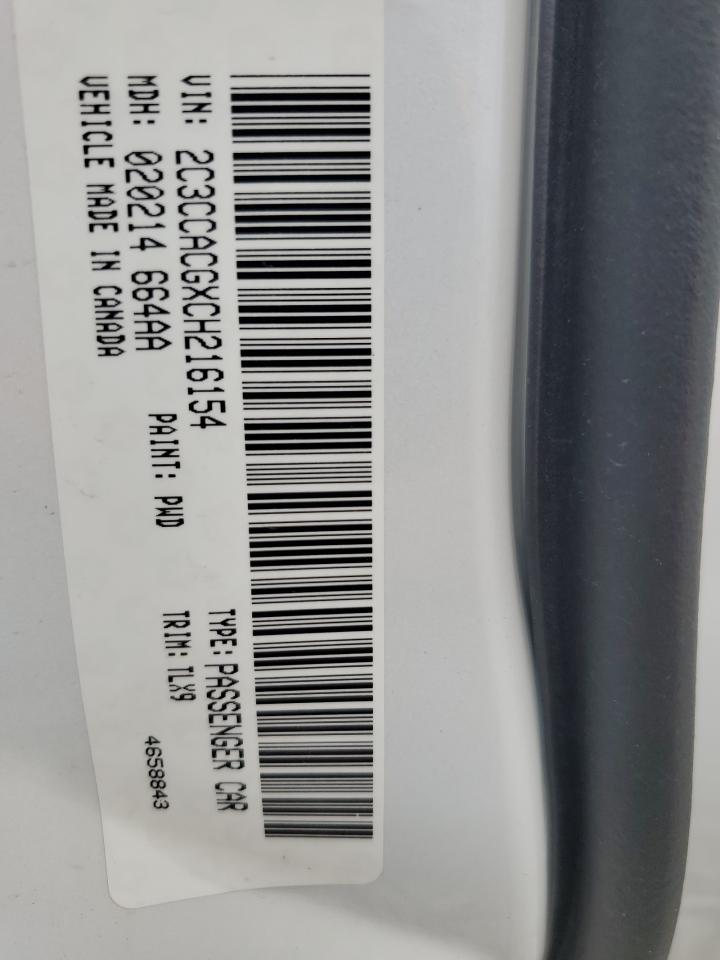 VIN: 2C3CCACGXCH216154 TYPE: PASSENGER CAR
MDH: 020214 664AA PAINT: PWD TRIM: TLX9
VEHICLE MADE IN CANADA 4658843